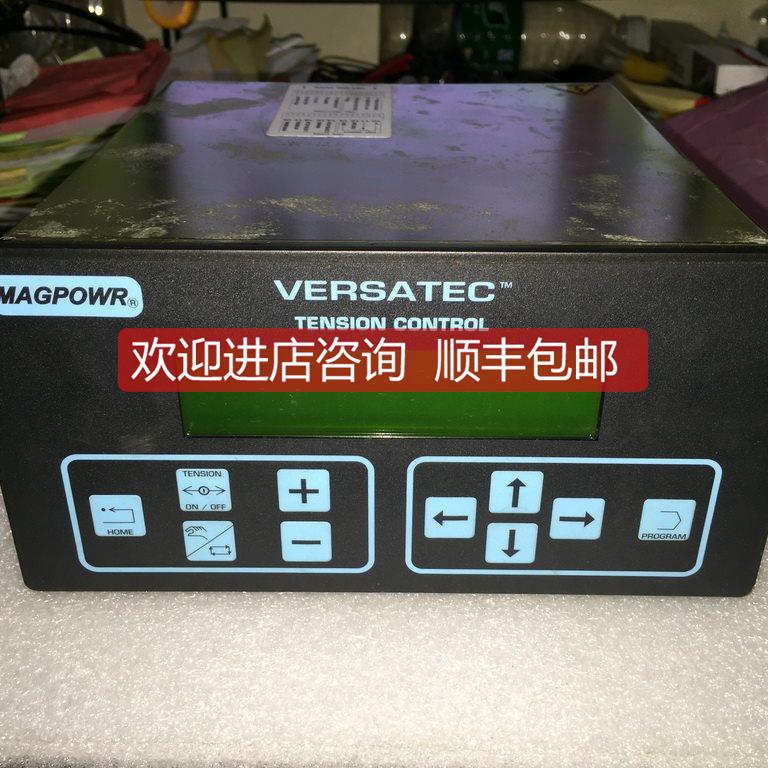 MAGPOWR®
VERSATEC™
TENSION CONTROL
欢迎进店咨询 顺丰包邮
TENSION
ON / OFF
HOME
+
−
↑
←
→
↓
PROGRAM